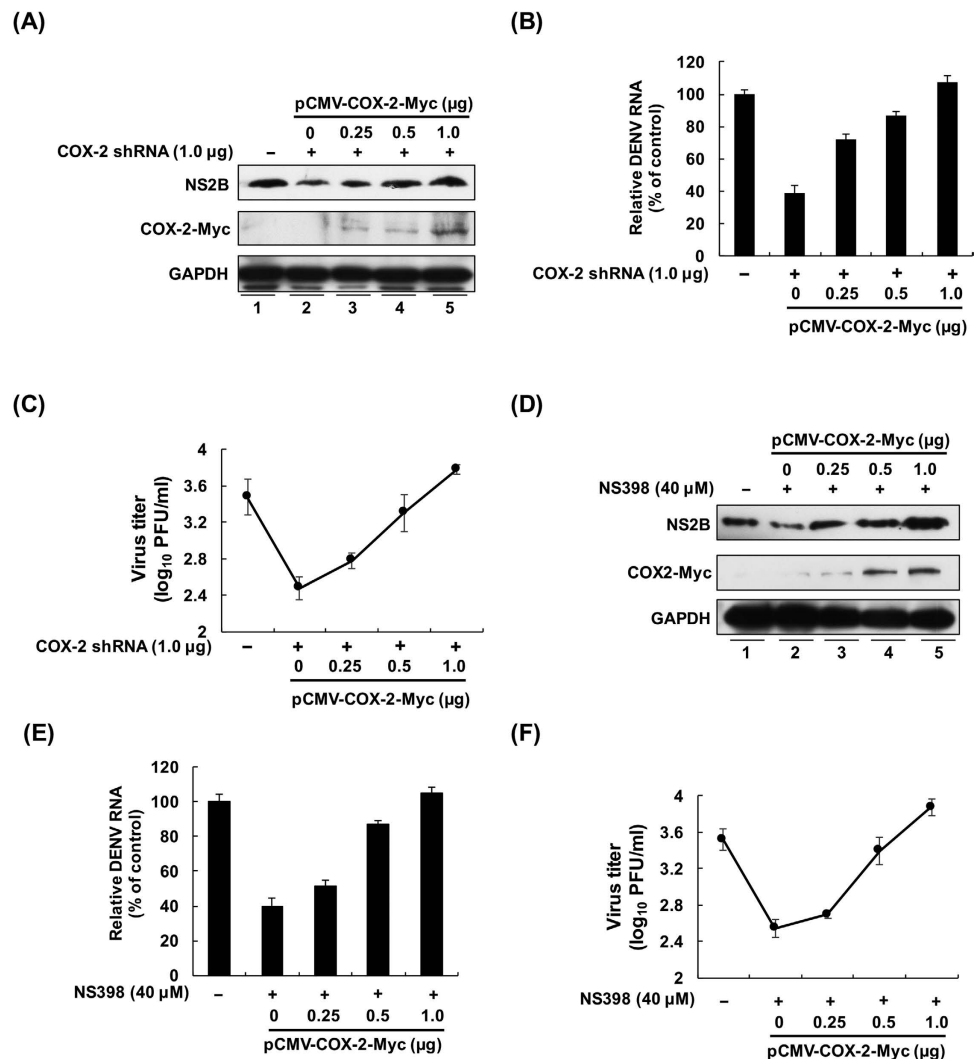 (A)
pCMV-COX-2-Myc (µg)
0 0.25 0.5 1.0
COX-2 shRNA (1.0 µg) – + + + +
NS2B
COX-2-Myc
GAPDH
1 2 3 4 5
(B)
Relative DENV RNA
(% of control)
120
100
80
60
40
20
0
COX-2 shRNA (1.0 µg) – + + + +
0 0.25 0.5 1.0
pCMV-COX-2-Myc (µg)
(C)
Virus titer
(log10 PFU/ml)
4
3.6
3.2
2.8
2.4
2
COX-2 shRNA (1.0 µg) – + + + +
0 0.25 0.5 1.0
pCMV-COX-2-Myc (µg)
(D)
pCMV-COX-2-Myc (µg)
0 0.25 0.5 1.0
NS398 (40 µM) – + + + +
NS2B
COX2-Myc
GAPDH
1 2 3 4 5
(E)
Relative DENV RNA
(% of control)
120
100
80
60
40
20
0
NS398 (40 µM) – + + + +
0 0.25 0.5 1.0
pCMV-COX-2-Myc (µg)
(F)
Virus titer
(log10 PFU/ml)
4
3.6
3.2
2.8
2.4
2
NS398 (40 µM) – + + + +
0 0.25 0.5 1.0
pCMV-COX-2-Myc (µg)